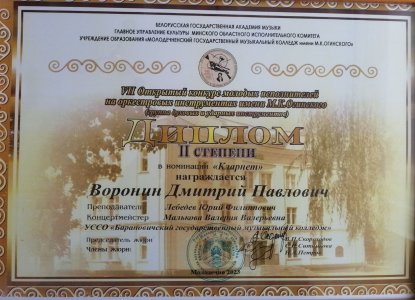 БЕЛОРУССКАЯ ГОСУДАРСТВЕННАЯ АКАДЕМИЯ МУЗЫКИ
ГЛАВНОЕ УПРАВЛЕНИЕ КУЛЬТУРЫ МИНСКОГО ОБЛАСТНОГО ИСПОЛНИТЕЛЬНОГО КОМИТЕТА
УЧРЕЖДЕНИЕ ОБРАЗОВАНИЯ «МОЛОДЕЧНЕНСКИЙ ГОСУДАРСТВЕННЫЙ МУЗЫКАЛЬНЫЙ КОЛЛЕДЖ имени М.К.ОГИНСКОГО»
VII Открытый конкурс молодых исполнителей
на оркестровых инструментах имени М.К.Огинского
(группа духовых и ударных инструментов)
ДИПЛОМ
II СТЕПЕНИ
в номинации «Кларнет»
награждается
Воронин Дмитрий Павлович
Преподаватель Лебедев Юрий Филиппович
Концертмейстер Малькова Валерия Валерьевна
УССО «Барановичский государственный музыкальный колледж»
Председатель жюри В.П.Скороходов
Члены жюри:
Молодечно 2023